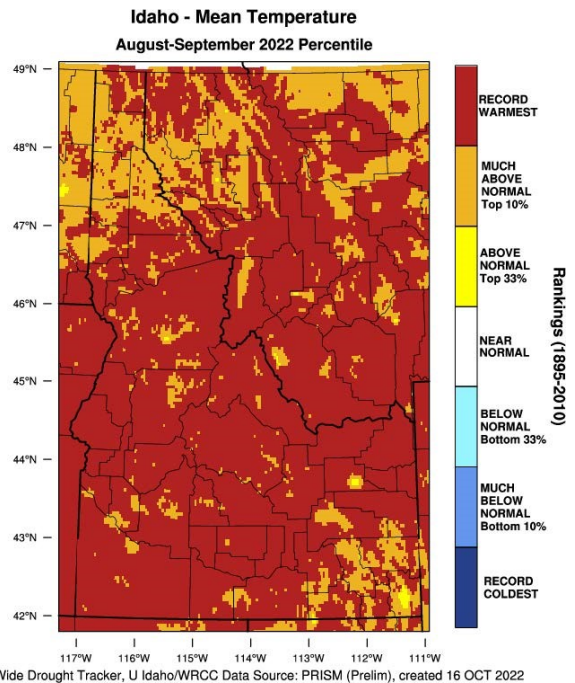 Idaho - Mean Temperature
August-September 2022 Percentile
49°N
48°N
47°N
46°N
45°N
44°N
43°N
42°N
117°W 116°W 115°W 114°W 113°W 112°W 111°W
RECORD
WARMEST
MUCH
ABOVE
NORMAL
Top 10%
ABOVE
NORMAL
Top 33%
NEAR
NORMAL
BELOW
NORMAL
Bottom 33%
MUCH
BELOW
NORMAL
Bottom 10%
RECORD
COLDEST
Rankings (1895-2010)
Wide Drought Tracker, U Idaho/WRCC Data Source: PRISM (Prelim), created 16 OCT 2022